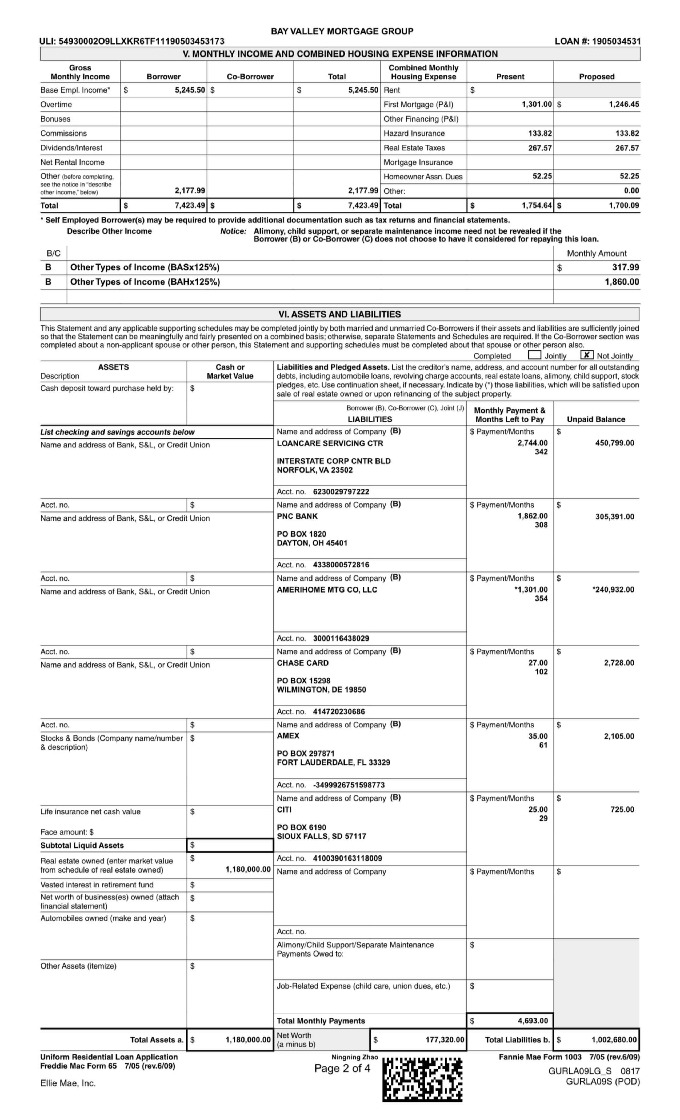 BAY VALLEY MORTGAGE GROUP
ULI: 54930002O9LLXKR6TF11190503453173 LOAN #: 1905034531
V. MONTHLY INCOME AND COMBINED HOUSING EXPENSE INFORMATION
Gross Monthly Income Borrower Co-Borrower Total Combined Monthly Housing Expense Present Proposed
Base Empl. Income* $ 5,245.50 $ $ 5,245.50 Rent $
Overtime First Mortgage (P&I) 1,301.00 $ 1,246.45
Bonuses Other Financing (P&I)
Commissions Hazard Insurance 133.82 133.82
Dividends/Interest Real Estate Taxes 267.57 267.57
Net Rental Income Mortgage Insurance
Other (before completing, see the notice in "describe other income," below) 2,177.99 2,177.99 Homeowner Assn. Dues 52.25 52.25
Other: 0.00
Total $ 7,423.49 $ $ 7,423.49 Total $ 1,754.64 $ 1,700.09
* Self Employed Borrower(s) may be required to provide additional documentation such as tax returns and financial statements.
Describe Other Income Notice: Alimony, child support, or separate maintenance income need not be revealed if the
Borrower (B) or Co-Borrower (C) does not choose to have it considered for repaying this loan.
B/C Monthly Amount
B Other Types of Income (BASx125%) $ 317.99
B Other Types of Income (BAHx125%) 1,860.00
VI. ASSETS AND LIABILITIES
This Statement and any applicable supporting schedules may be completed jointly by both married and unmarried Co-Borrowers if their assets and liabilities are sufficiently joined
so that the Statement can be meaningfully and fairly presented on a combined basis; otherwise, separate Statements and Schedules are required. If the Co-Borrower section was
completed about a non-applicant spouse or other person, this Statement and supporting schedules must be completed about that spouse or other person also.
Completed Jointly X Not Jointly
ASSETS
Description
Cash or Market Value
Liabilities and Pledged Assets. List the creditor's name, address, and account number for all outstanding
debts, including automobile loans, revolving charge accounts, real estate loans, alimony, child support, stock
pledges, etc. Use continuation sheet, if necessary. Indicate by (*) those liabilities, which will be satisfied upon
sale of real estate owned or upon refinancing of the subject property.
Cash deposit toward purchase held by: $
Borrower (B), Co-Borrower (C), Joint (J)
LIABILITIES Monthly Payment & Months Left to Pay Unpaid Balance
List checking and savings accounts below
Name and address of Company (B) $ Payment/Months $
Name and address of Bank, S&L, or Credit Union
LOANCARE SERVICING CTR 2,744.00 450,799.00
342
INTERSTATE CORP CNTR BLD
NORFOLK, VA 23502
Acct. no. 6230029797222
Acct. no. $ Name and address of Company (B) $ Payment/Months $
Name and address of Bank, S&L, or Credit Union
PNC BANK 1,862.00 305,391.00
308
PO BOX 1820
DAYTON, OH 45401
Acct. no. 4338000572816
Acct. no. $ Name and address of Company (B) $ Payment/Months $
Name and address of Bank, S&L, or Credit Union
AMERIHOME MTG CO, LLC *1,301.00 *240,932.00
354
Acct. no. 3000116438029
Acct. no. $ Name and address of Company (B) $ Payment/Months $
Name and address of Bank, S&L, or Credit Union
CHASE CARD 27.00 2,728.00
102
PO BOX 15298
WILMINGTON, DE 19850
Acct. no. 414720230686
Acct. no. $ Name and address of Company (B) $ Payment/Months $
Stocks & Bonds (Company name/number & description) $
AMEX 35.00 2,105.00
61
PO BOX 297871
FORT LAUDERDALE, FL 33329
Acct. no. -3499926751598773
Name and address of Company (B) $ Payment/Months $
Life insurance net cash value $
CITI 25.00 725.00
29
Face amount: $
PO BOX 6190
SIOUX FALLS, SD 57117
Subtotal Liquid Assets $
Acct. no. 4100390163118009
Real estate owned (enter market value from schedule of real estate owned) $ 1,180,000.00
Name and address of Company $ Payment/Months $
Vested interest in retirement fund $
Net worth of business(es) owned (attach financial statement) $
Automobiles owned (make and year) $
Acct. no.
Alimony/Child Support/Separate Maintenance Payments Owed to: $
Other Assets (itemize) $
Job-Related Expense (child care, union dues, etc.) $
Total Monthly Payments $ 4,693.00
Total Assets a. $ 1,180,000.00 Net Worth (a minus b) $ 177,320.00 Total Liabilities b. $ 1,002,680.00
Uniform Residential Loan Application
Freddie Mac Form 65 7/05 (rev.6/09)
Ellie Mae, Inc.
Ningning Zhao
Page 2 of 4
Fannie Mae Form 1003 7/05 (rev.6/09)
GURLA09LG_S 0817
GURLA09S (POD)